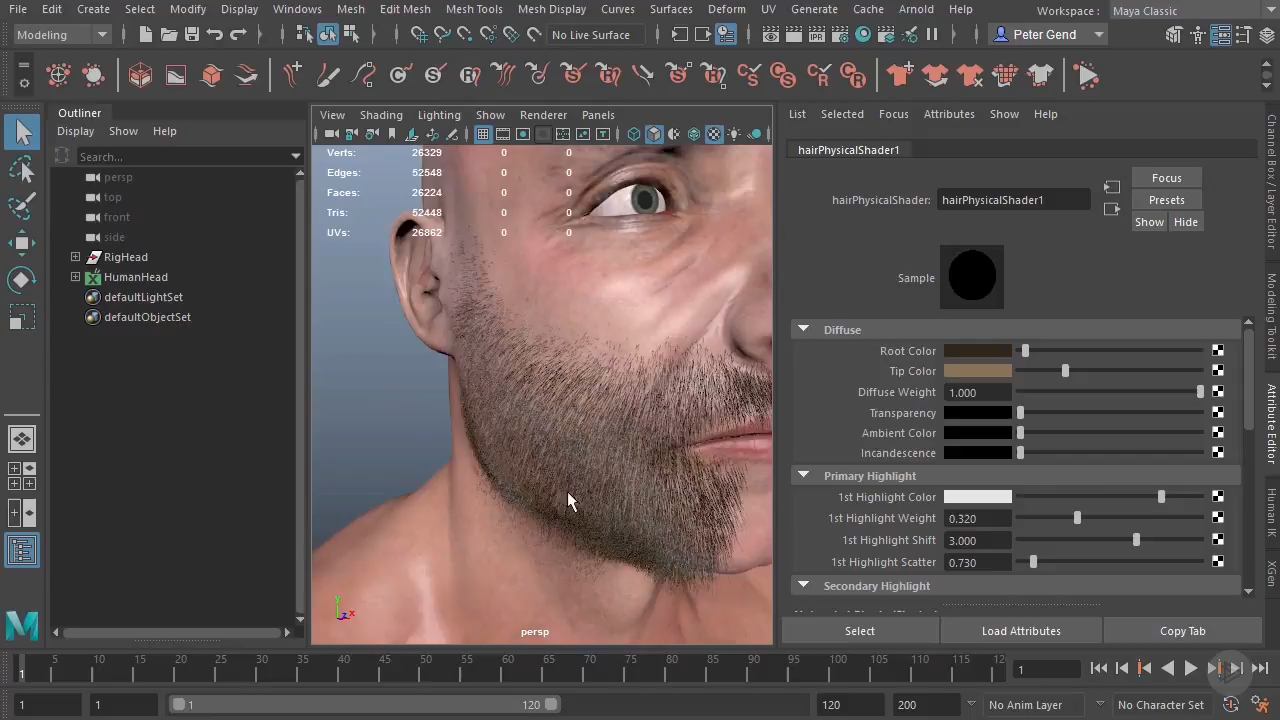 File Edit Create Select Modify Display Windows Mesh Edit Mesh Mesh Tools Mesh Display Curves Surfaces Deform UV Generate Cache Arnold Help Workspace : Maya Classic
Modeling No Live Surface Peter Gend
Outliner
Display Show Help
Search...
persp
top
front
side
RigHead
HumanHead
defaultLightSet
defaultObjectSet
View Shading Lighting Show Renderer Panels
Verts: 26329 0 0
Edges: 52548 0 0
Faces: 26224 0 0
Tris: 52448 0 0
UVs: 26862 0 0
y
z x
persp
List Selected Focus Attributes Show Help
hairPhysicalShader1
hairPhysicalShader: hairPhysicalShader1
Focus
Presets
Show Hide
Sample
Diffuse
Root Color
Tip Color
Diffuse Weight 1.000
Transparency
Ambient Color
Incandescence
Primary Highlight
1st Highlight Color
1st Highlight Weight 0.320
1st Highlight Shift 3.000
1st Highlight Scatter 0.730
Secondary Highlight
Select Load Attributes Copy Tab
Channel Box / Layer Editor
Modeling Toolkit
Attribute Editor
Human IK
XGen
1 5 10 15 20 25 30 35 40 45 50 55 60 65 70 75 80 85 90 95 100 105 110 115 12 1
1 1 1 120 120 200 No Anim Layer No Character Set